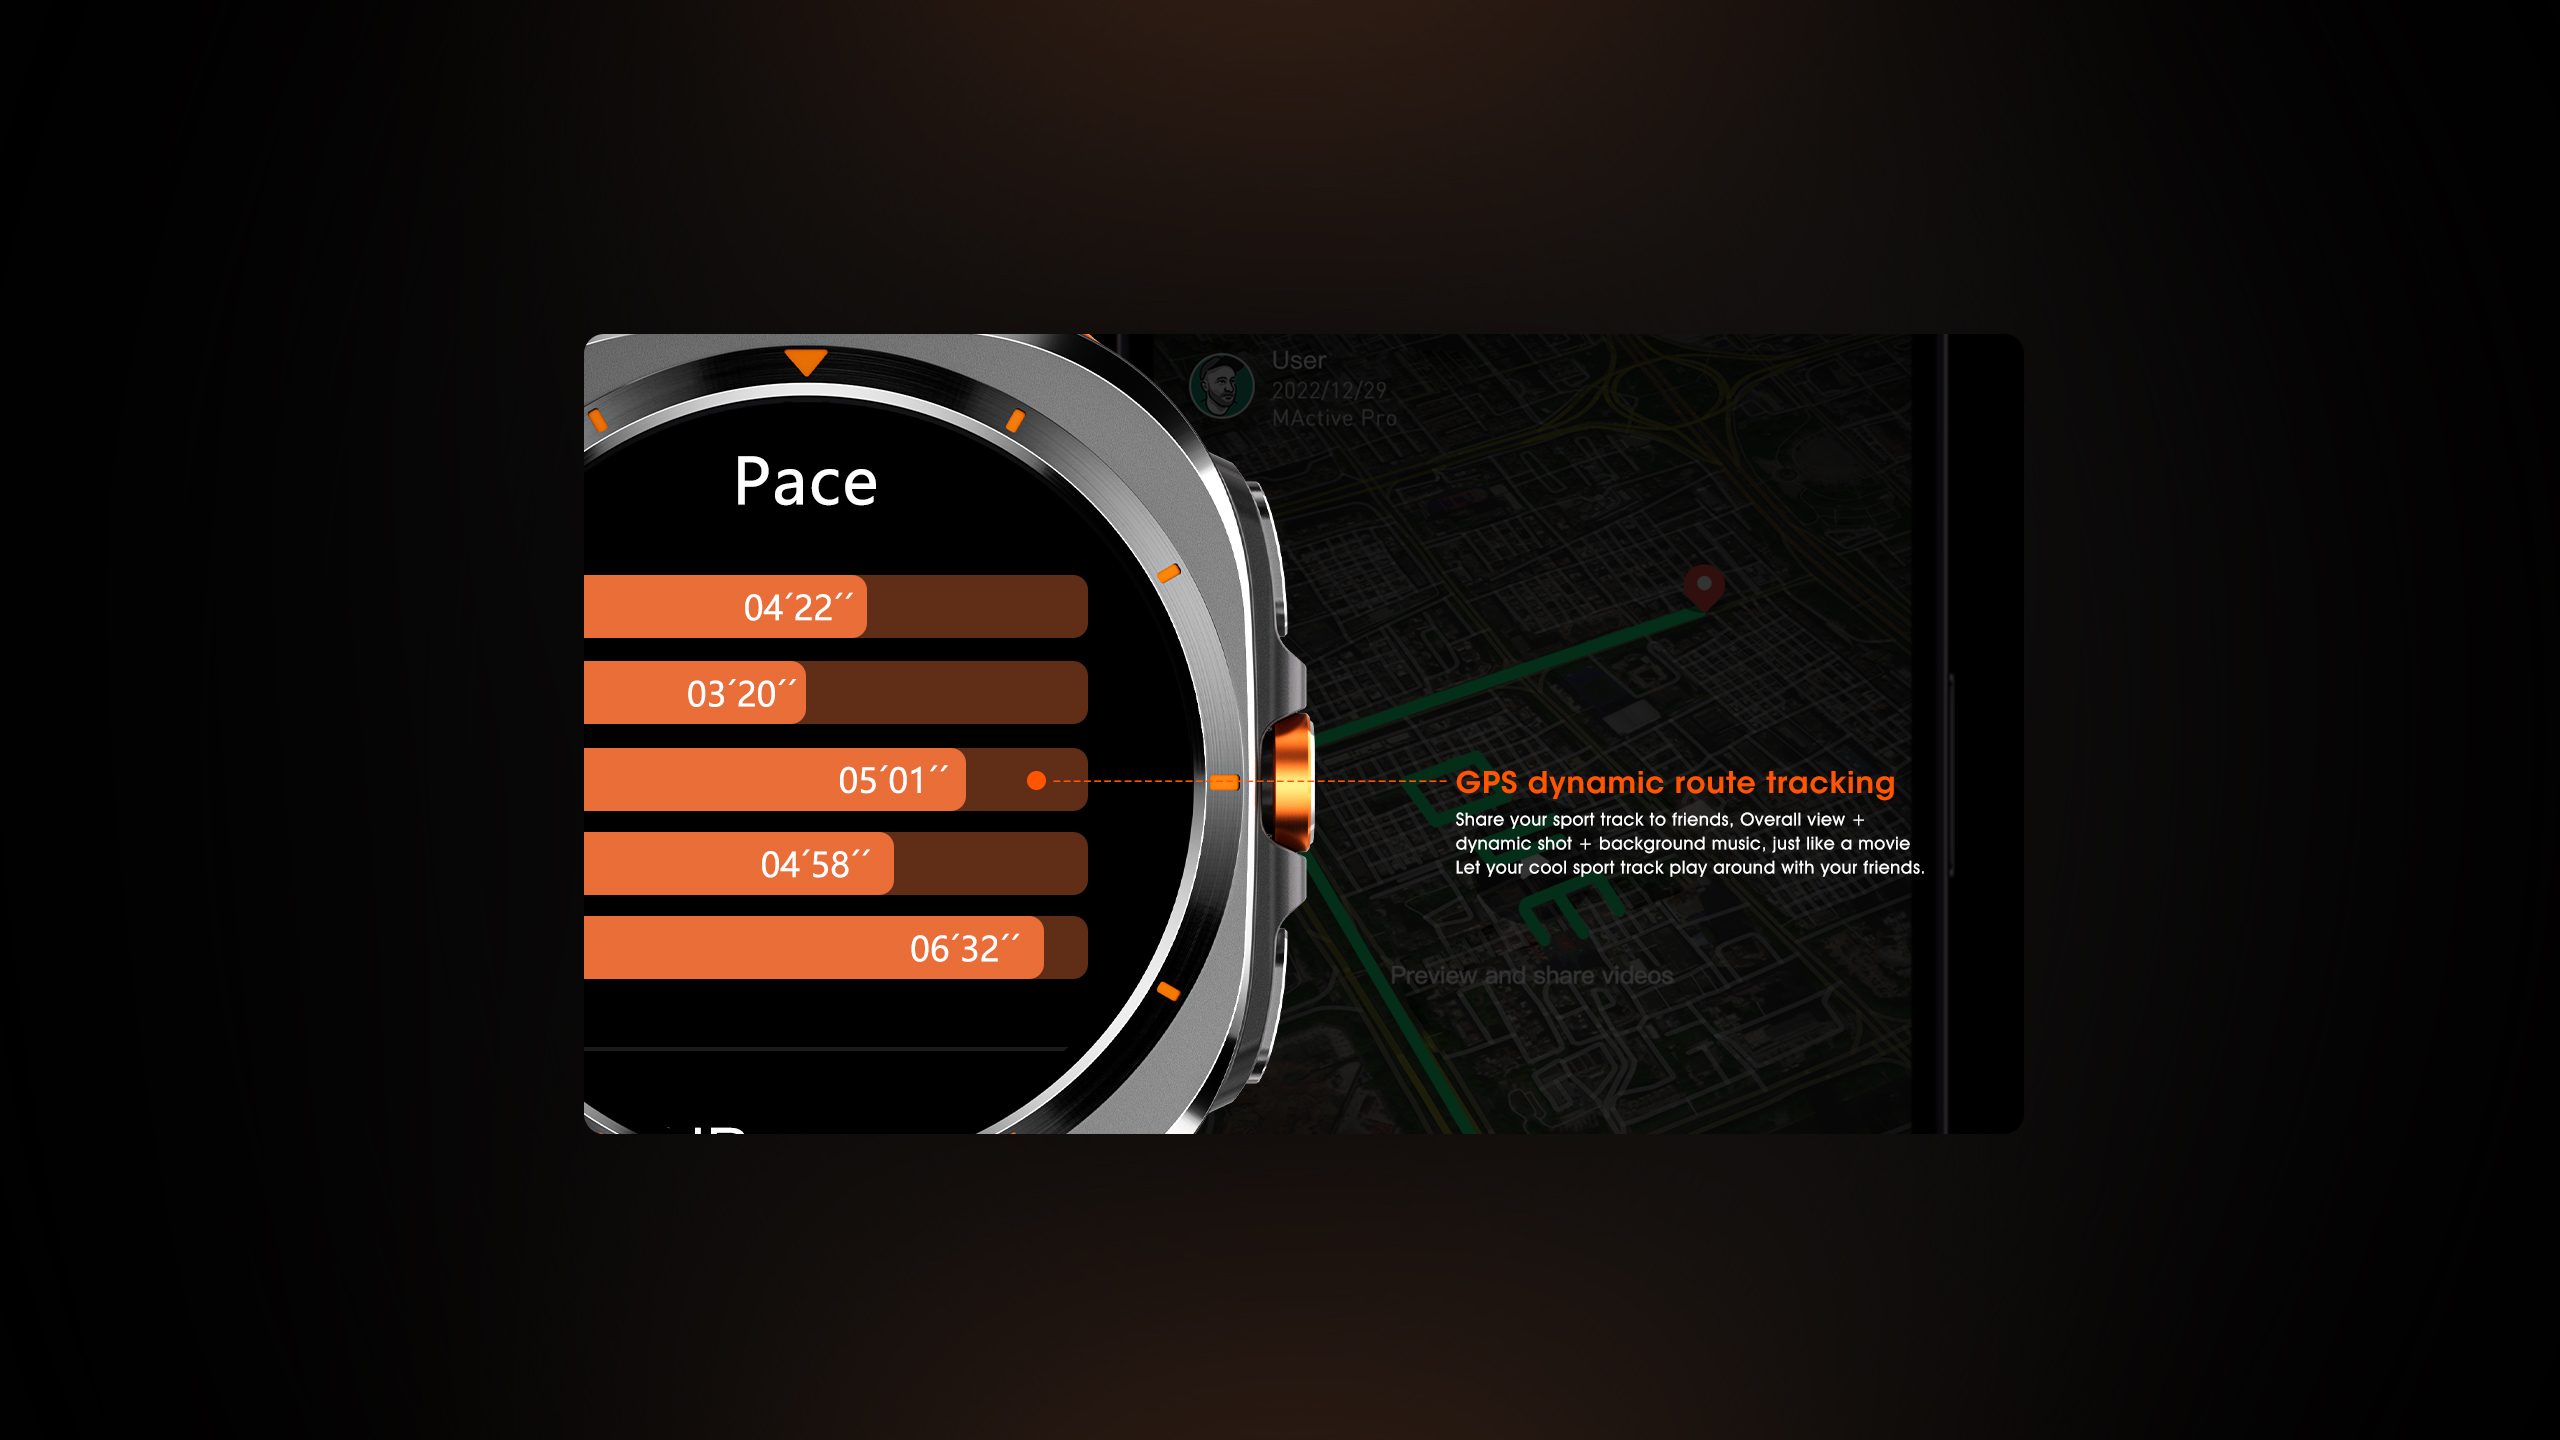 User
2022/12/29
MActive Pro
Pace
04´22´´
03´20´´
05´01´´
04´58´´
06´32´´
GPS dynamic route tracking
Share your sport track to friends, Overall view +
dynamic shot + background music, just like a movie
Let your cool sport track play around with your friends.
Preview and share videos